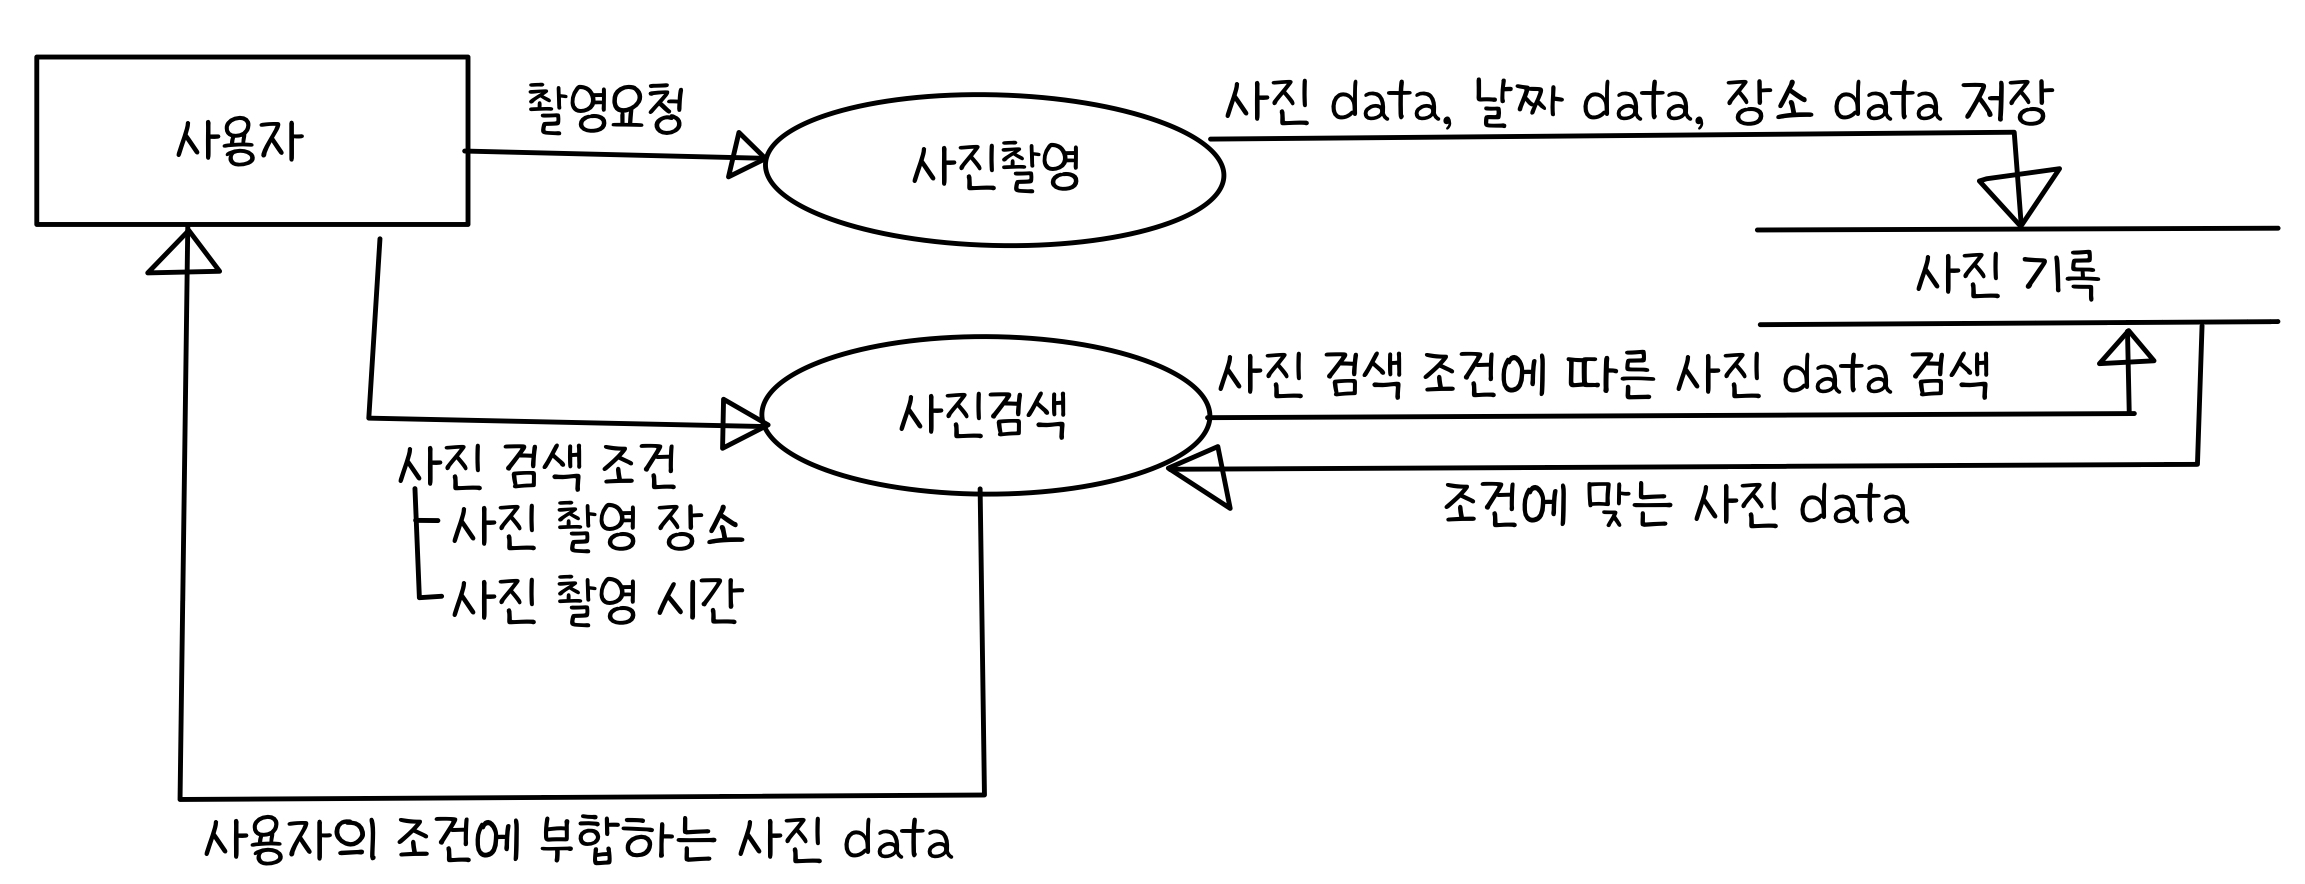 사용자
촬영요청
사진촬영
사진 data, 날짜 data, 장소 data 저장
사진 기록
사진검색
사진 검색 조건에 따른 사진 data 검색
조건에 맞는 사진 data
사진 검색 조건
사진 촬영 장소
사진 촬영 시간
사용자의 조건에 부합하는 사진 data